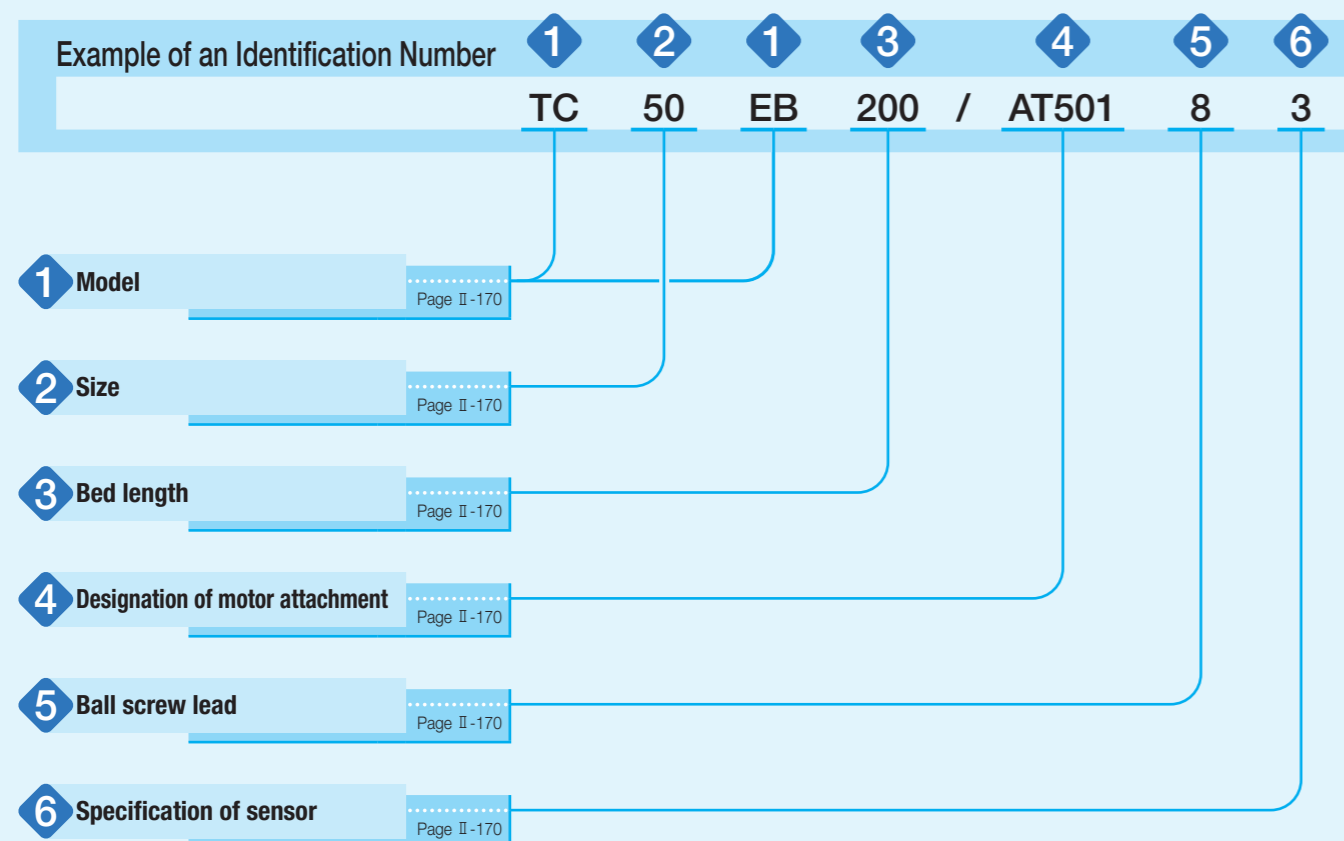 Example of an Identification Number
1 2 1 3 4 5 6
TC 50 EB 200 / AT501 8 3
1 Model
Page Ⅱ-170
2 Size
Page Ⅱ-170
3 Bed length
Page Ⅱ-170
4 Designation of motor attachment
Page Ⅱ-170
5 Ball screw lead
Page Ⅱ-170
6 Specification of sensor
Page Ⅱ-170